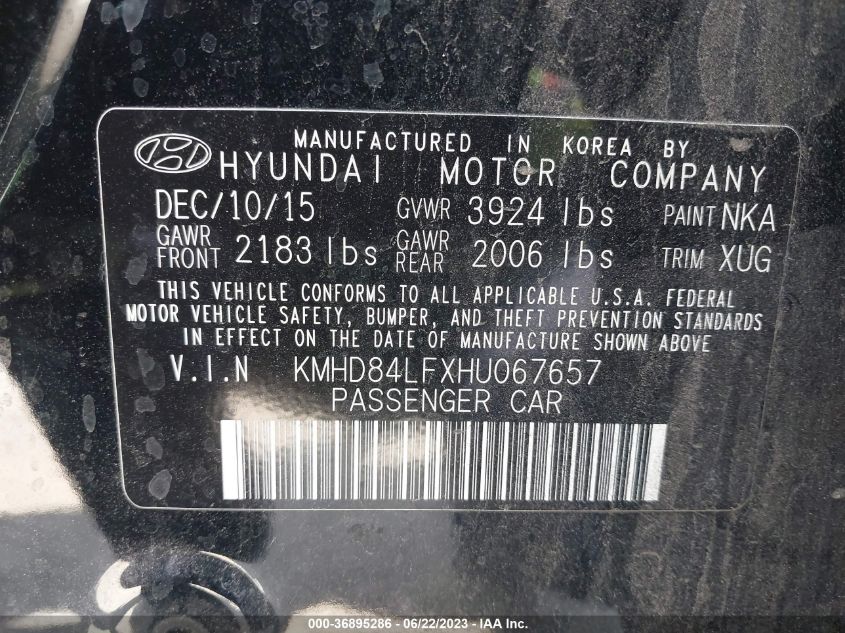 MANUFACTURED IN KOREA BY
HYUNDAI MOTOR COMPANY
DEC/10/15 GVWR 3924 lbs PAINT NKA
GAWR FRONT 2183 lbs GAWR REAR 2006 lbs TRIM XUG
THIS VEHICLE CONFORMS TO ALL APPLICABLE U.S.A. FEDERAL
MOTOR VEHICLE SAFETY, BUMPER, AND THEFT PREVENTION STANDARDS
IN EFFECT ON THE DATE OF MANUFACTURE SHOWN ABOVE
V.I.N KMHD84LFXHU067657
PASSENGER CAR
000-36895286 - 06/22/2023 - IAA Inc.